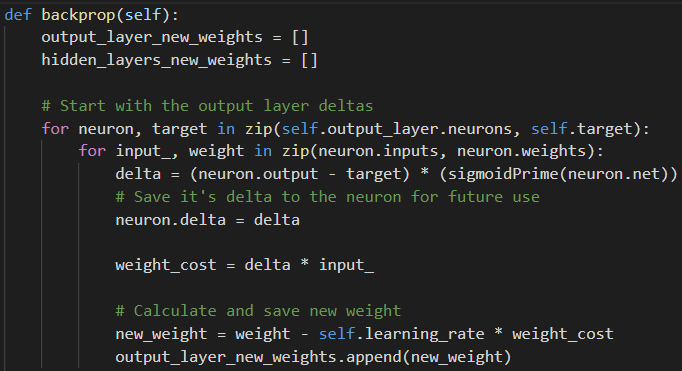 def backprop(self):
    output_layer_new_weights = []
    hidden_layers_new_weights = []

    # Start with the output layer deltas
    for neuron, target in zip(self.output_layer.neurons, self.target):
        for input_, weight in zip(neuron.inputs, neuron.weights):
            delta = (neuron.output - target) * (sigmoidPrime(neuron.net))
            # Save it's delta to the neuron for future use
            neuron.delta = delta

            weight_cost = delta * input_

            # Calculate and save new weight
            new_weight = weight - self.learning_rate * weight_cost
            output_layer_new_weights.append(new_weight)